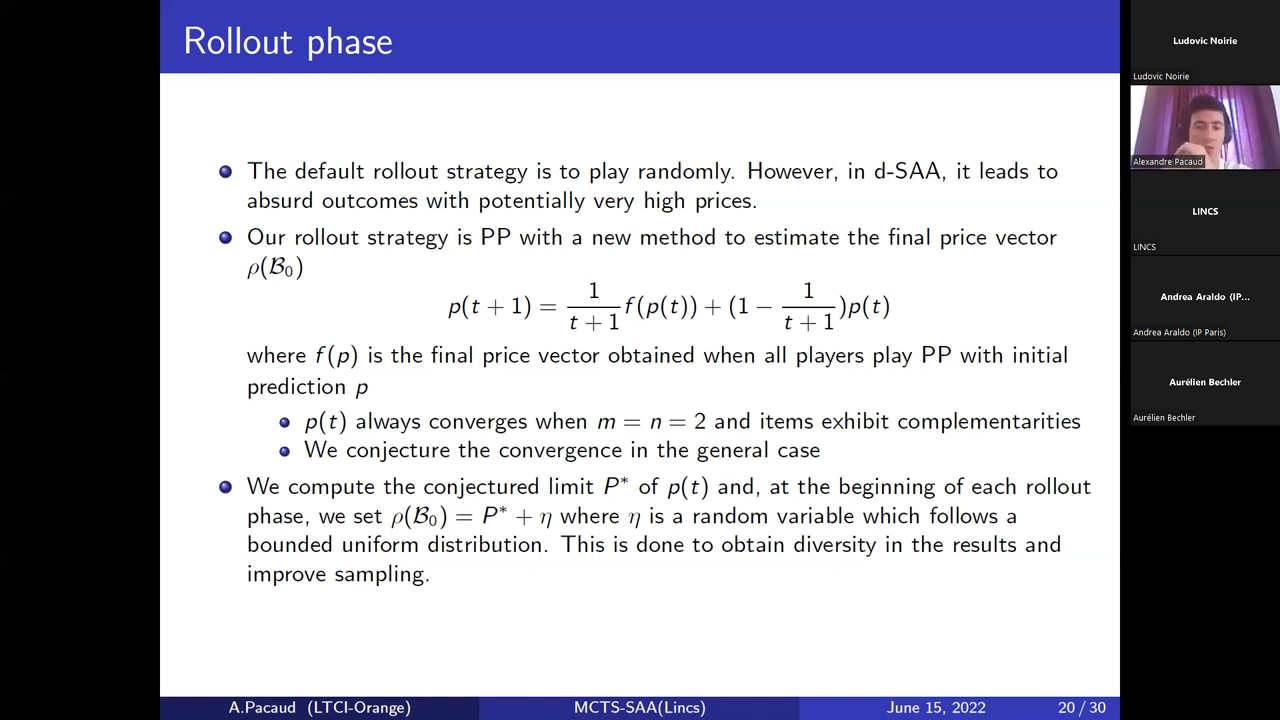 Rollout phase
The default rollout strategy is to play randomly. However, in d-SAA, it leads to
absurd outcomes with potentially very high prices.
Our rollout strategy is PP with a new method to estimate the final price vector
ρ(𝓑₀)
p(t + 1) = 1/(t + 1) f(p(t)) + (1 − 1/(t + 1))p(t)
where f(p) is the final price vector obtained when all players play PP with initial
prediction p
p(t) always converges when m = n = 2 and items exhibit complementarities
We conjecture the convergence in the general case
We compute the conjectured limit P* of p(t) and, at the beginning of each rollout
phase, we set ρ(𝓑₀) = P* + η where η is a random variable which follows a
bounded uniform distribution. This is done to obtain diversity in the results and
improve sampling.
A.Pacaud (LTCI-Orange) MCTS-SAA(Lincs) June 15, 2022 20 / 30
Ludovic Noirie
Ludovic Noirie
Alexandre Pacaud
LINCS
LINCS
Andrea Araldo (IP...
Andrea Araldo (IP Paris)
Aurélien Bechler
Aurélien Bechler